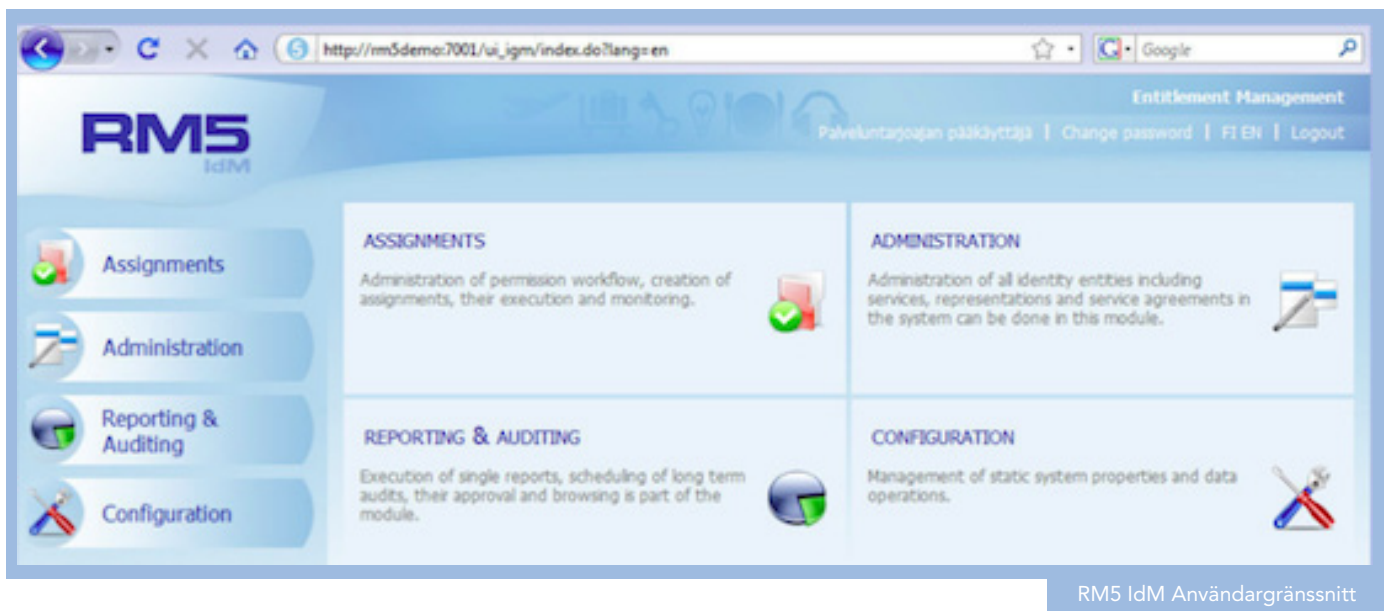 http://rm5demo:7001/ui_igm/index.do?lang=en
Google
RM5
IdM
Entitlement Management
Palveluntarjoajan pääkäyttäjä | Change password | FI EN | Logout
Assignments
Administration
Reporting &
Auditing
Configuration
ASSIGNMENTS
Administration of permission workflow, creation of
assignments, their execution and monitoring.
ADMINISTRATION
Administration of all identity entities including
services, representations and service agreements in
the system can be done in this module.
REPORTING & AUDITING
Execution of single reports, scheduling of long term
audits, their approval and browsing is part of the
module.
CONFIGURATION
Management of static system properties and data
operations.
RM5 IdM Användargränssnitt